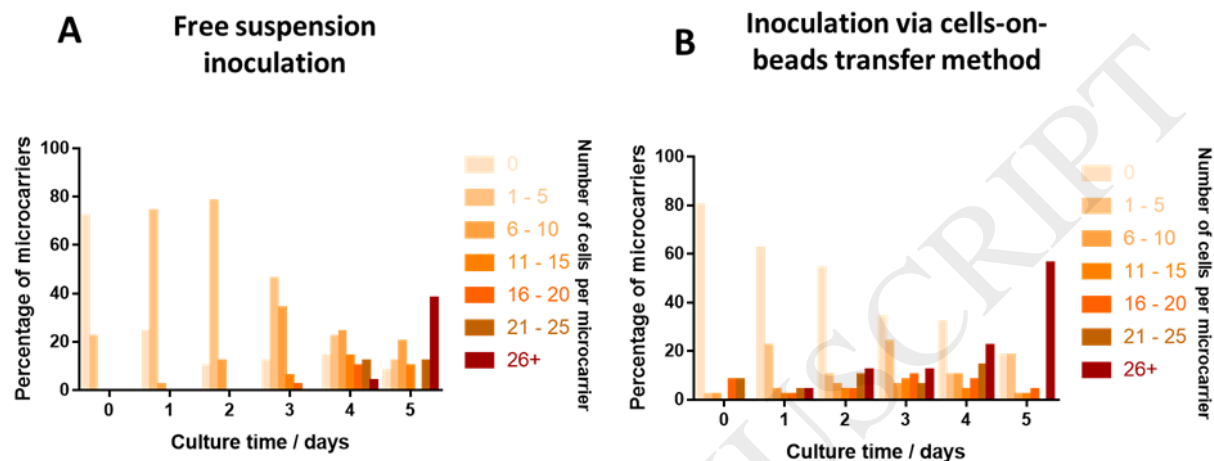 A
Free suspension
inoculation
Percentage of microcarriers
100
80
60
40
20
0
0 1 2 3 4 5
Culture time / days
0
1 - 5
6 - 10
11 - 15
16 - 20
21 - 25
26+
Number of cells per microcarrier
B
Inoculation via cells-on-
beads transfer method
Percentage of microcarriers
100
80
60
40
20
0
0 1 2 3 4 5
Culture time / days
0
1 - 5
6 - 10
11 - 15
16 - 20
21 - 25
26+
Number of cells per microcarrier
USCRIPT